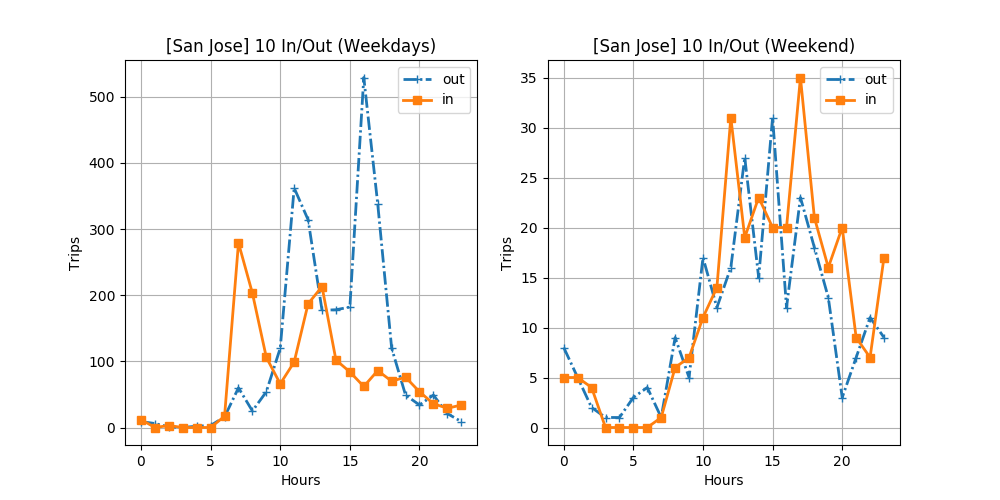 [San Jose] 10 In/Out (Weekdays)
Trips
500
400
300
200
100
0
0 5 10 15 20
Hours
out
in
[San Jose] 10 In/Out (Weekend)
Trips
35
30
25
20
15
10
5
0
0 5 10 15 20
Hours
out
in